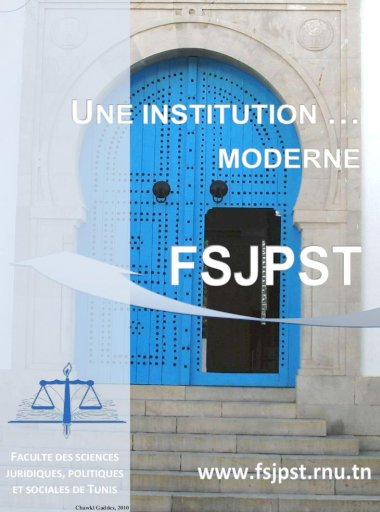 UNE INSTITUTION ...
MODERNE
FSJPST
FACULTE DES SCIENCES
JURIDIQUES, POLITIQUES
ET SOCIALES DE TUNIS
www.fsjpst.rnu.tn
Chawki Gaddes, 2010